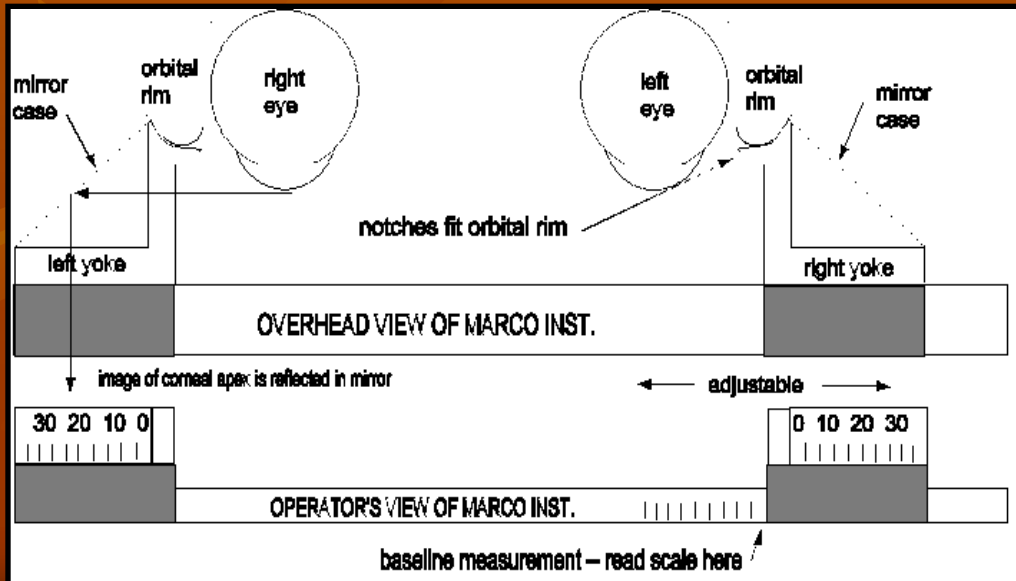 mirror
case
orbital
rim
right
eye
left
eye
orbital
rim
mirror
case
notches fit orbital rim
left yoke
right yoke
OVERHEAD VIEW OF MARCO INST.
image of corneal apex is reflected in mirror
adjustable
30 20 10 0
0 10 20 30
OPERATOR'S VIEW OF MARCO INST.
baseline measurement – read scale here